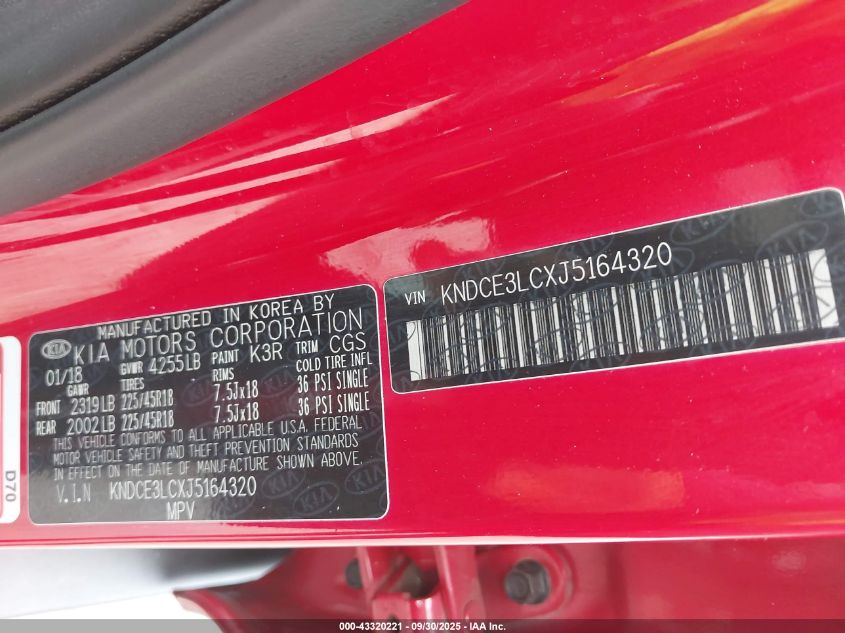 VIN KNDCE3LCXJ5164320
MANUFACTURED IN KOREA BY
KIA KIA MOTORS CORPORATION
01/18 GVWR 4255LB PAINT K3R TRIM CGS
GAWR TIRES RIMS COLD TIRE INFL
FRONT 2319LB 225/45R18 7.5Jx18 36 PSI SINGLE
REAR 2002LB 225/45R18 7.5Jx18 36 PSI SINGLE
THIS VEHICLE CONFORMS TO ALL APPLICABLE U.S.A. FEDERAL
MOTOR VEHICLE SAFETY AND THEFT PREVENTION STANDARDS
IN EFFECT ON THE DATE OF MANUFACTURE SHOWN ABOVE.
V.I.N KNDCE3LCXJ5164320
MPV
D70
000-43320221 - 09/30/2025 - IAA Inc.